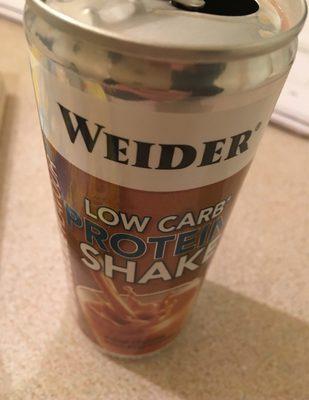 WEIDER®
LOW CARB*
PROTEIN
SHAKE